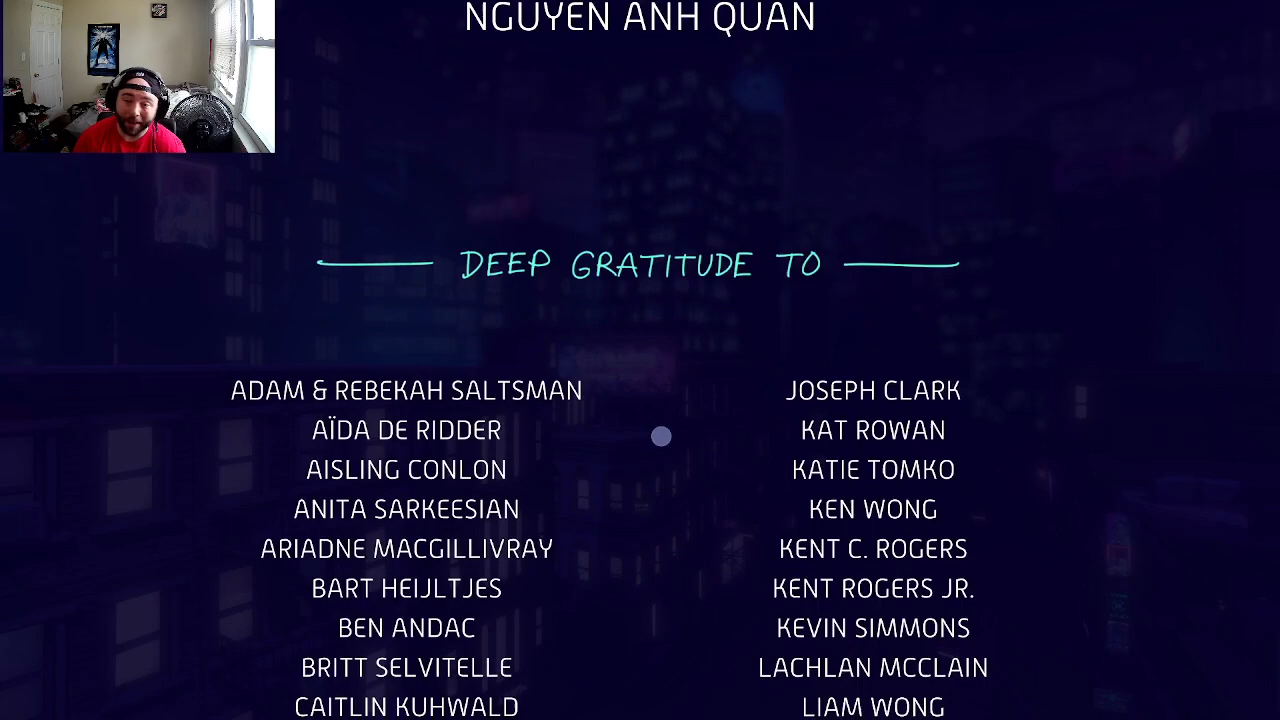 NGUYEN ANH QUAN
DEEP GRATITUDE TO
ADAM & REBEKAH SALTSMAN
AÏDA DE RIDDER
AISLING CONLON
ANITA SARKEESIAN
ARIADNE MACGILLIVRAY
BART HEIJLTJES
BEN ANDAC
BRITT SELVITELLE
CAITLIN KUHWALD
JOSEPH CLARK
KAT ROWAN
KATIE TOMKO
KEN WONG
KENT C. ROGERS
KENT ROGERS JR.
KEVIN SIMMONS
LACHLAN MCCLAIN
LIAM WONG